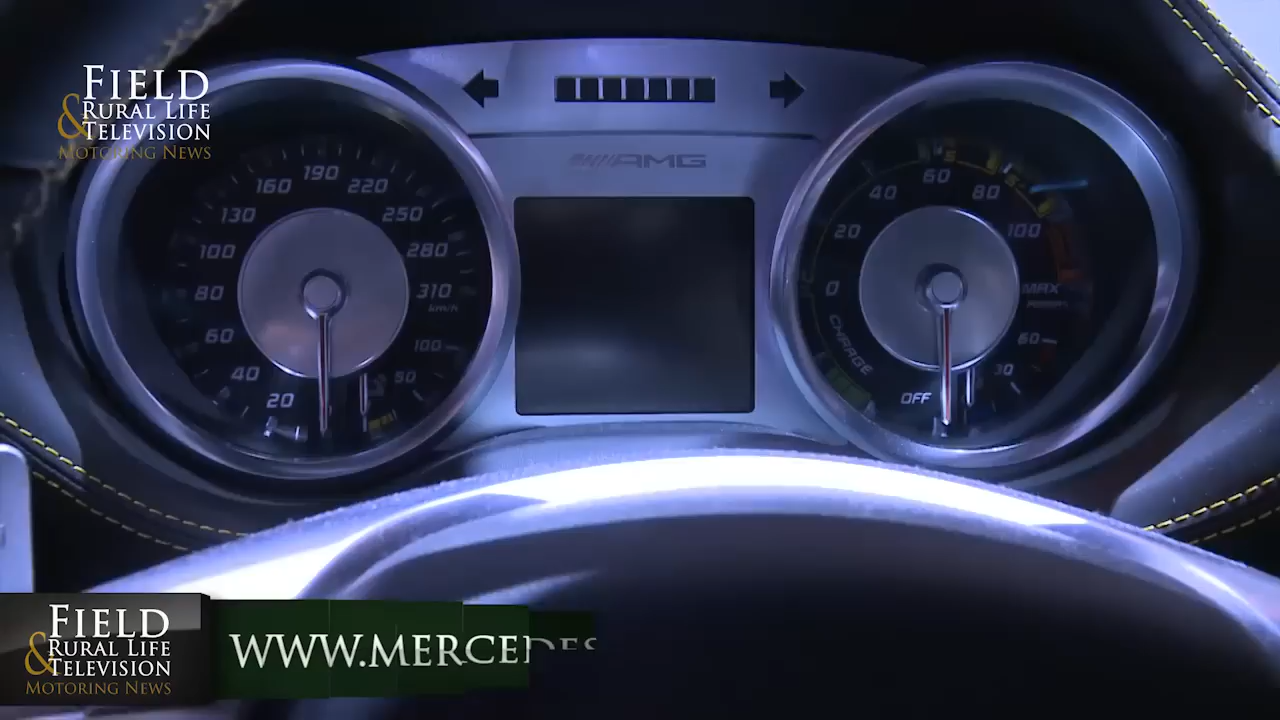 FIELD
& RURAL LIFE
TELEVISION
MOTORING NEWS
AMG
20
40
60
80
100
130
160
190
220
250
280
310
km/h
100
50
CHARGE
0
20
40
60
80
100
MAX
60
30
OFF
FIELD
& RURAL LIFE
TELEVISION
MOTORING NEWS
WWW.MERCEDES